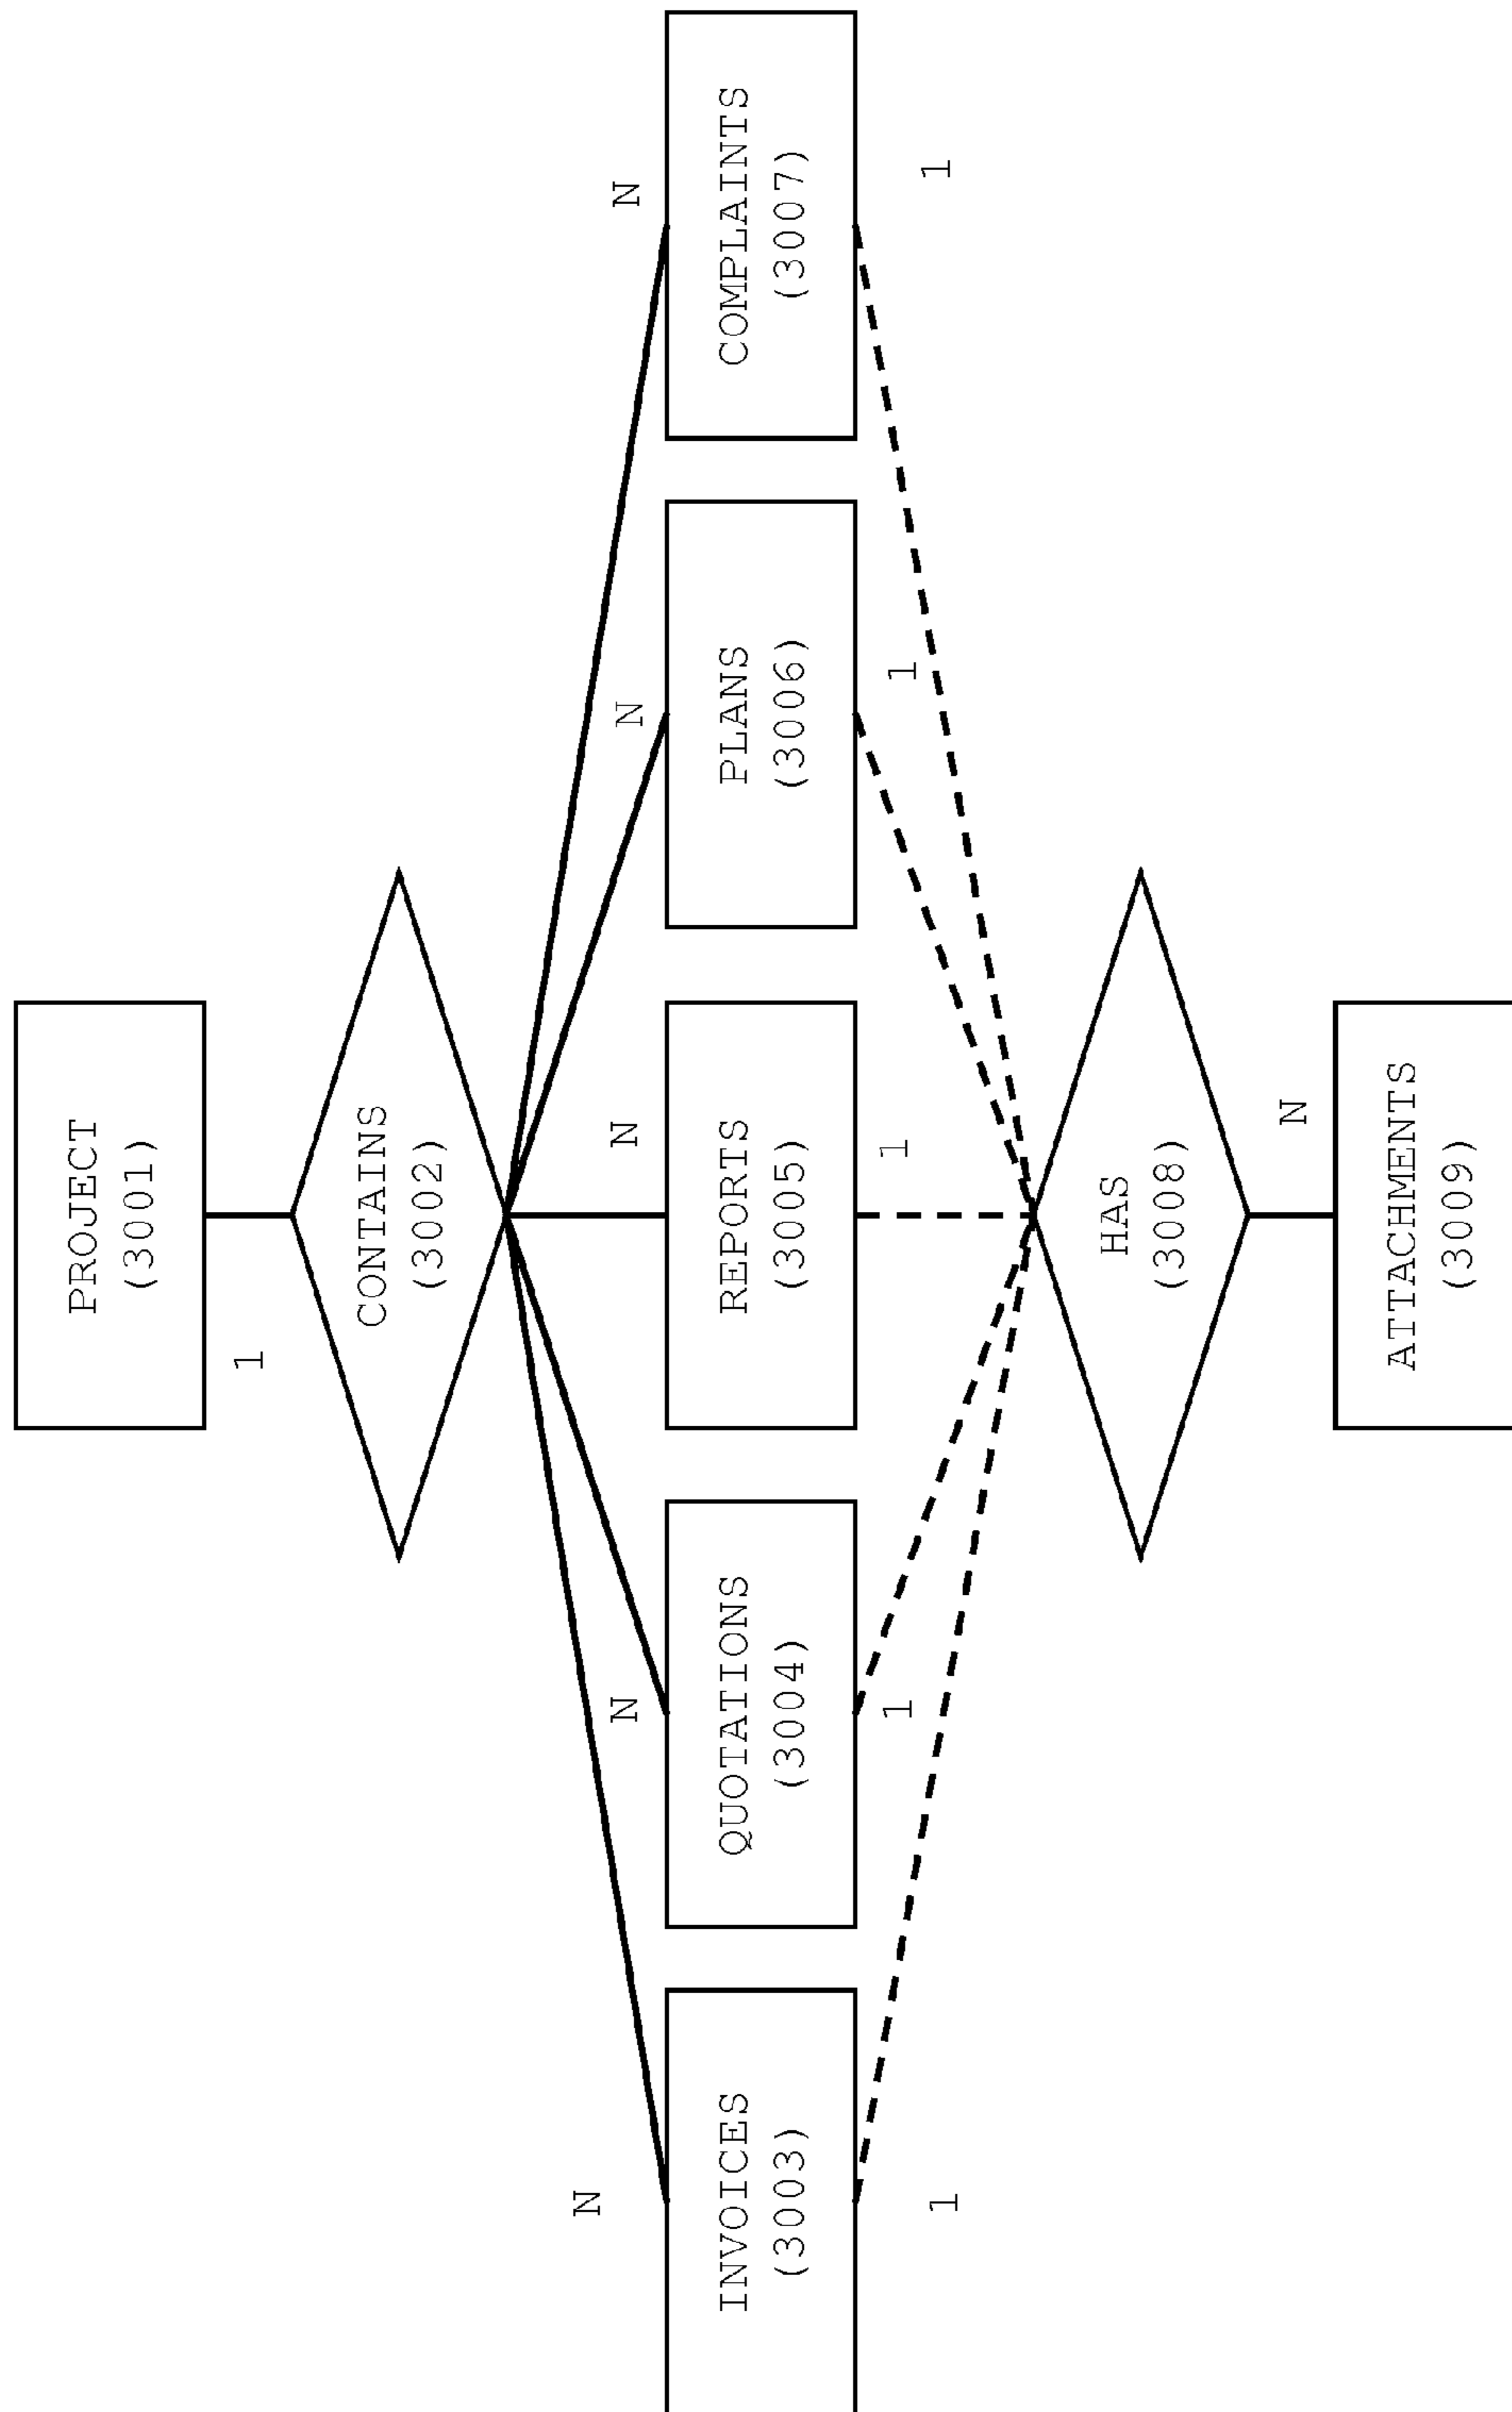 PROJECT
(3001)
1
CONTAINS
(3002)
N
N
N
N
N
INVOICES
(3003)
QUOTATIONS
(3004)
REPORTS
(3005)
PLANS
(3006)
COMPLAINTS
(3007)
1
1
1
1
1
HAS
(3008)
N
ATTACHMENTS
(3009)